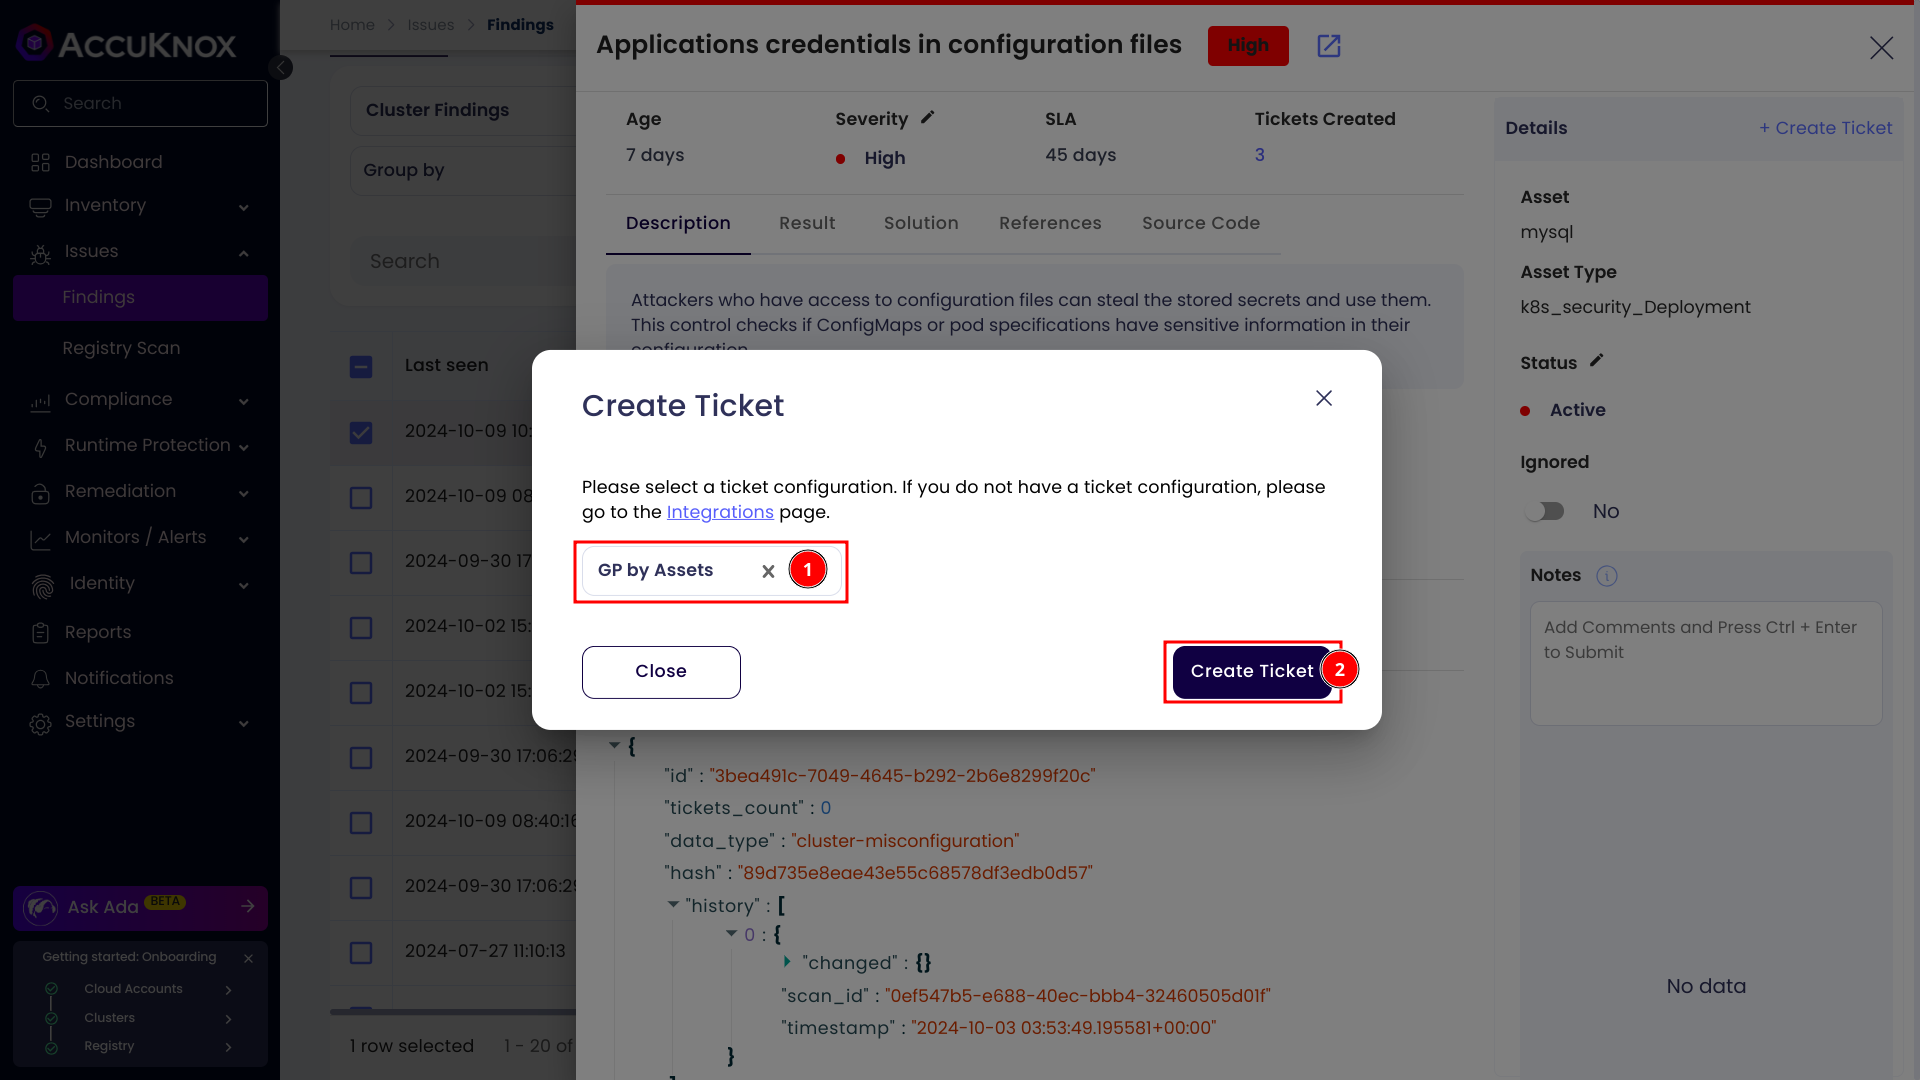 ACCUKNOX
Search
Dashboard
Inventory
Issues
Findings
Registry Scan
Compliance
Runtime Protection
Remediation
Monitors / Alerts
Identity
Reports
Notifications
Settings
Ask Ada BETA
Getting started: Onboarding
Cloud Accounts
Clusters
Registry
Home > Issues > Findings
Cluster Findings
Group by
Search
Last seen
2024-10-09 10:
2024-10-09 08
2024-09-30 17
2024-10-02 15:
2024-10-02 15:
2024-09-30 17:06:29
2024-10-09 08:40:16
2024-09-30 17:06:29
2024-07-27 11:10:13
1 row selected
1 - 20 of
Applications credentials in configuration files
High
Age
7 days
Severity
High
SLA
45 days
Tickets Created
3
Description
Result
Solution
References
Source Code
Attackers who have access to configuration files can steal the stored secrets and use them.
This control checks if ConfigMaps or pod specifications have sensitive information in their
configuration.
Create Ticket
Please select a ticket configuration. If you do not have a ticket configuration, please
go to the Integrations page.
GP by Assets
1
Close
Create Ticket
2
{
"id" : "3bea491c-7049-4645-b292-2b6e8299f20c"
"tickets_count" : 0
"data_type" : "cluster-misconfiguration"
"hash" : "89d735e8eae43e55c68578df3edb0d57"
"history" : [
0 : {
"changed" : {}
"scan_id" : "0ef547b5-e688-40ec-bbb4-32460505d01f"
"timestamp" : "2024-10-03 03:53:49.195581+00:00"
}
]
Details
+ Create Ticket
Asset
mysql
Asset Type
k8s_security_Deployment
Status
Active
Ignored
No
Notes
Add Comments and Press Ctrl + Enter
to Submit
No data